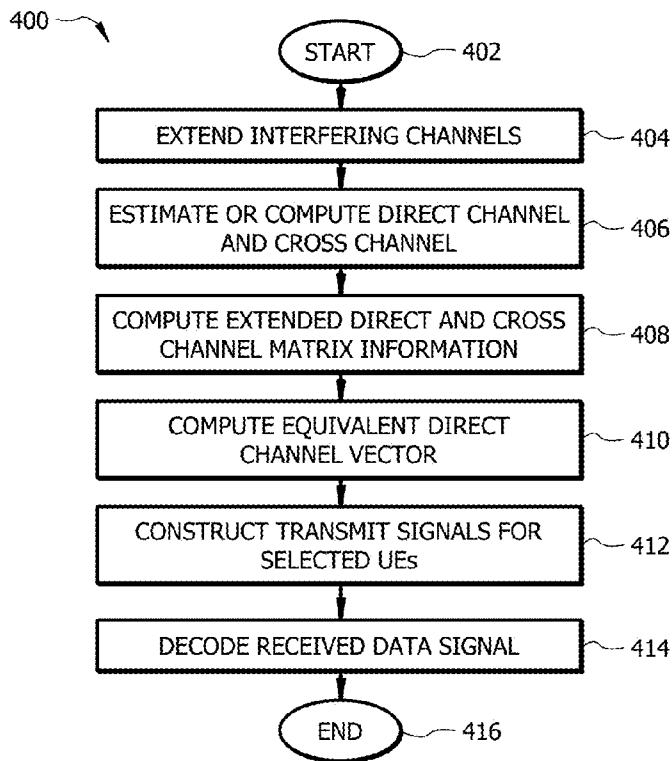 400
START
402
EXTEND INTERFERING CHANNELS
404
ESTIMATE OR COMPUTE DIRECT CHANNEL
AND CROSS CHANNEL
406
COMPUTE EXTENDED DIRECT AND CROSS
CHANNEL MATRIX INFORMATION
408
COMPUTE EQUIVALENT DIRECT
CHANNEL VECTOR
410
CONSTRUCT TRANSMIT SIGNALS FOR
SELECTED UEs
412
DECODE RECEIVED DATA SIGNAL
414
END
416